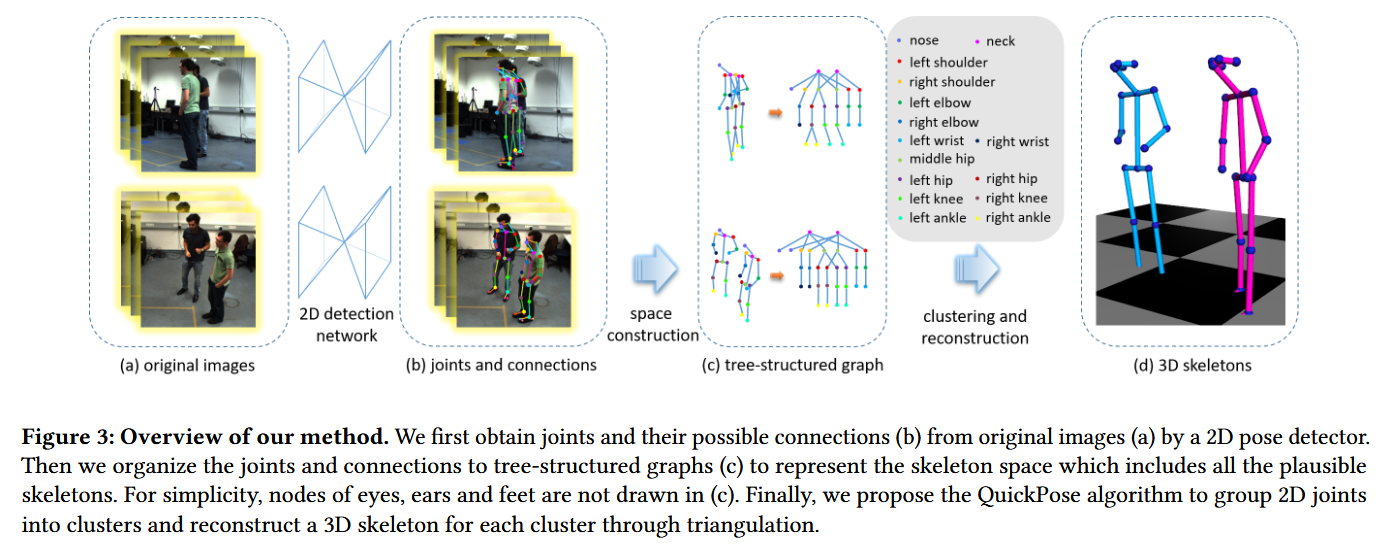 nose neck
left shoulder
right shoulder
left elbow
right elbow
left wrist right wrist
middle hip
left hip right hip
left knee right knee
left ankle right ankle
2D detection
network
space
construction
clustering and
reconstruction
(a) original images
(b) joints and connections
(c) tree-structured graph
(d) 3D skeletons
Figure 3: Overview of our method. We first obtain joints and their possible connections (b) from original images (a) by a 2D pose detector.
Then we organize the joints and connections to tree-structured graphs (c) to represent the skeleton space which includes all the plausible
skeletons. For simplicity, nodes of eyes, ears and feet are not drawn in (c). Finally, we propose the QuickPose algorithm to group 2D joints
into clusters and reconstruct a 3D skeleton for each cluster through triangulation.